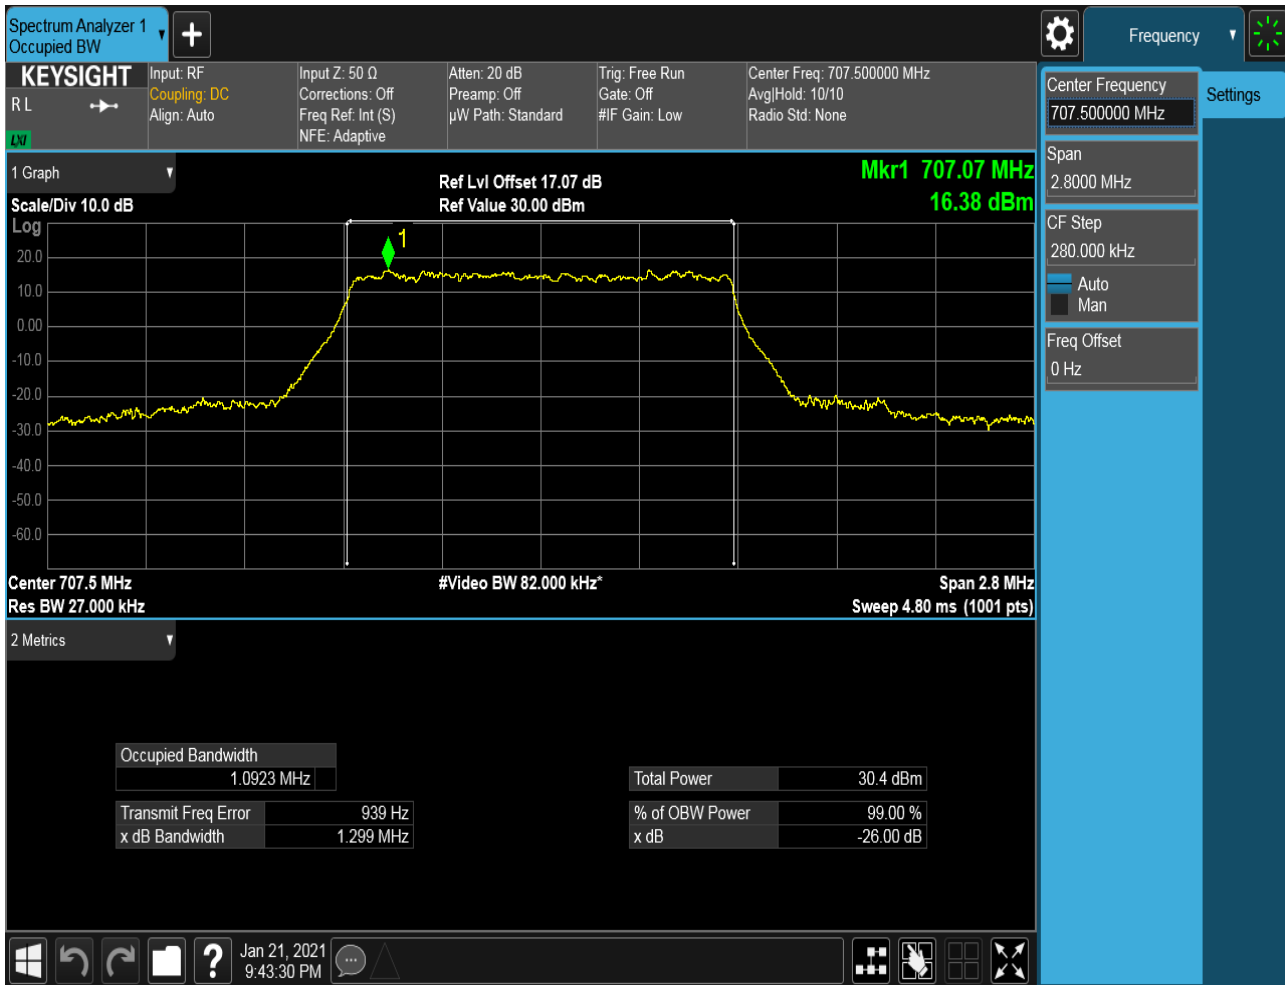 Spectrum Analyzer 1
Occupied BW
Frequency
KEYSIGHT
R L
LXI
Input: RF
Coupling: DC
Align: Auto
Input Z: 50 Ω
Corrections: Off
Freq Ref: Int (S)
NFE: Adaptive
Atten: 20 dB
Preamp: Off
µW Path: Standard
Trig: Free Run
Gate: Off
#IF Gain: Low
Center Freq: 707.500000 MHz
Avg|Hold: 10/10
Radio Std: None
Center Frequency
707.500000 MHz
Settings
Span
2.8000 MHz
CF Step
280.000 kHz
Auto
Man
Freq Offset
0 Hz
1 Graph
Scale/Div 10.0 dB
Ref Lvl Offset 17.07 dB
Ref Value 30.00 dBm
Mkr1 707.07 MHz
16.38 dBm
Log
1
20.0
10.0
0.00
-10.0
-20.0
-30.0
-40.0
-50.0
-60.0
Center 707.5 MHz
Res BW 27.000 kHz
#Video BW 82.000 kHz*
Span 2.8 MHz
Sweep 4.80 ms (1001 pts)
2 Metrics
Occupied Bandwidth
1.0923 MHz
Transmit Freq Error 939 Hz
x dB Bandwidth 1.299 MHz
Total Power 30.4 dBm
% of OBW Power 99.00 %
x dB -26.00 dB
Jan 21, 2021
9:43:30 PM